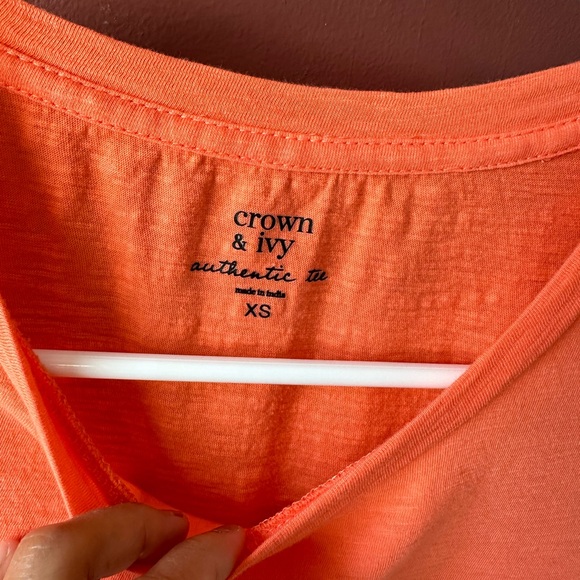 crown
& ivy
authentic tee
made in india
XS